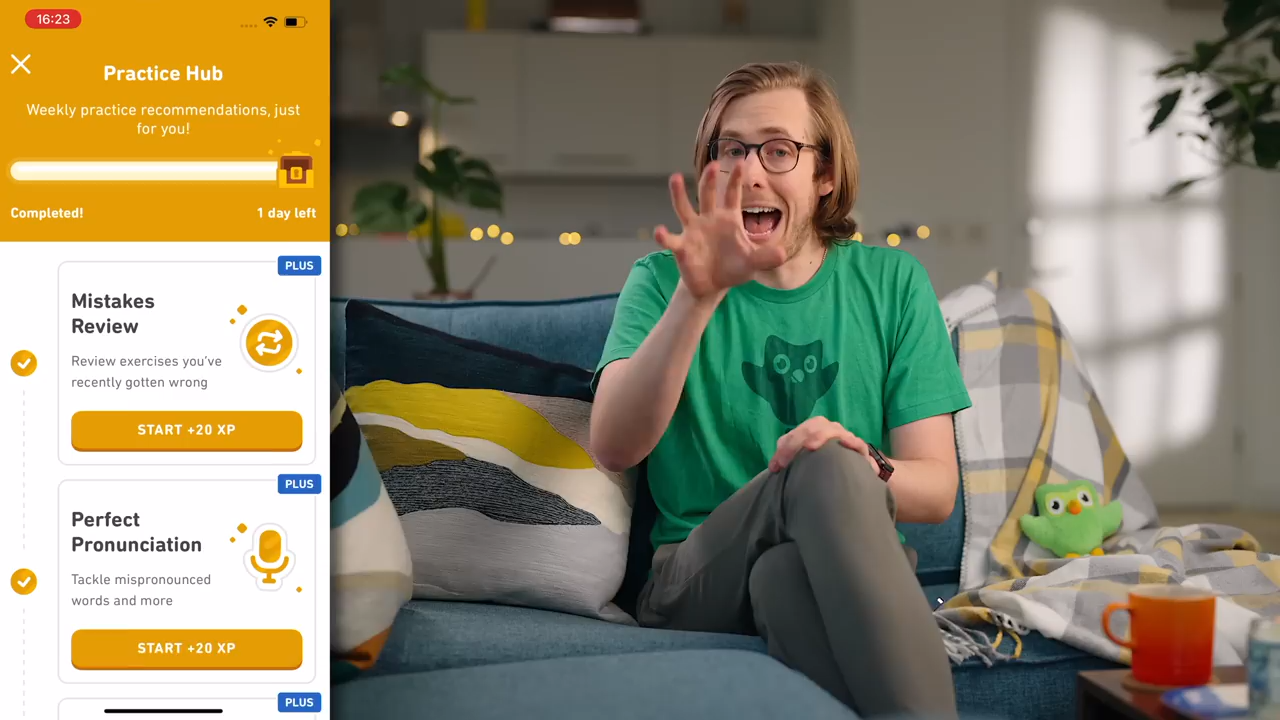 16:23
Practice Hub
Weekly practice recommendations, just
for you!
Completed!
1 day left
PLUS
Mistakes
Review
Review exercises you've
recently gotten wrong
START +20 XP
PLUS
Perfect
Pronunciation
Tackle mispronounced
words and more
START +20 XP
PLUS